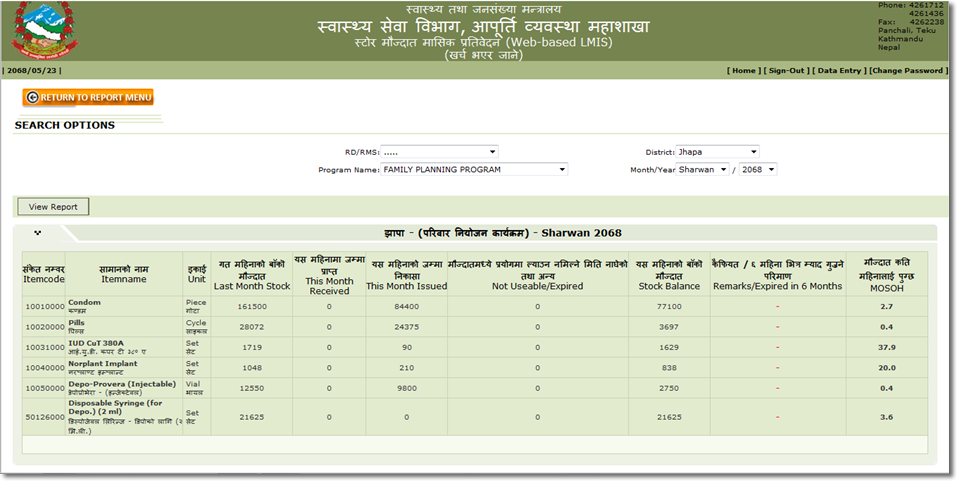 स्वास्थ्य तथा जनसंख्या मन्त्रालय
स्वास्थ्य सेवा विभाग, आपूर्ति व्यवस्था महाशाखा
स्टोर मौज्दात मासिक प्रतिवेदन (Web-based LMIS)
(खर्च भएर जाने)
Phone: 4261712
4261436
Fax: 4262238
Panchali, Teku
Kathmandu
Nepal
| 2068/05/23 |
[ Home ] [ Sign-Out ] [ Data Entry ] [Change Password ]
RETURN TO REPORT MENU
SEARCH OPTIONS
RD/RMS: ..... District: Jhapa
Program Name: FAMILY PLANNING PROGRAM Month/Year Sharwan / 2068
View Report
झापा - (परिबार नियोजन कार्यक्रम) - Sharwan 2068
संकेत नम्वर Itemcode
सामानको नाम Itemname
इकाई Unit
गत महिनाको बाँकी मौज्दात Last Month Stock
यस महिनामा जम्मा प्राप्त This Month Received
यस महिनाको जम्मा निकासा This Month Issued
मौज्दातमध्ये प्रयोगमा ल्याउन नमिल्ने मिति नाघेको तथा अन्य Not Useable/Expired
यस महिनाको बाँकी मौज्दात Stock Balance
कैफियत / ६ महिना भित्र म्याद गुज्रने परिमाण Remarks/Expired in 6 Months
मौज्दात कति महिनालाई पुग्छ MOSOH
10010000 Condom Piece 161500 0 84400 0 77100 - 2.7
कण्डम गोटा
10020000 Pills Cycle 28072 0 24375 0 3697 - 0.4
पिल्स साइकल
10031000 IUD CuT 380A Set 1719 0 90 0 1629 - 37.9
आई.यु.डी. कपर टी ३८० ए सेट
10040000 Norplant Implant Set 1048 0 210 0 838 - 20.0
नरप्लाण्ट इम्प्लान्ट सेट
10050000 Depo-Provera (Injectable) Vial 12550 0 9800 0 2750 - 0.4
डेपोप्रोभेरा - (इन्जेक्टेबल) भायल
50126000 Disposable Syringe (for Depo.) (2 ml) Set 21625 0 0 0 21625 - 3.6
डिस्पोजेबल सिरिन्ज - डिपोको लागि (२ मि.ली.) सेट